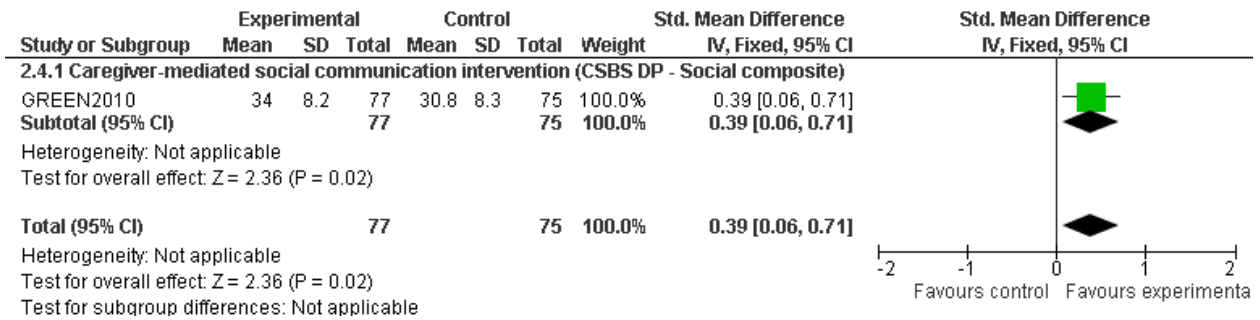 Experimental Control Std. Mean Difference Std. Mean Difference
Study or Subgroup Mean SD Total Mean SD Total Weight IV, Fixed, 95% CI IV, Fixed, 95% CI
2.4.1 Caregiver-mediated social communication intervention (CSBS DP - Social composite)
GREEN2010 34 8.2 77 30.8 8.3 75 100.0% 0.39 [0.06, 0.71]
Subtotal (95% CI) 77 75 100.0% 0.39 [0.06, 0.71]
Heterogeneity: Not applicable
Test for overall effect: Z = 2.36 (P = 0.02)
Total (95% CI) 77 75 100.0% 0.39 [0.06, 0.71]
Heterogeneity: Not applicable
Test for overall effect: Z = 2.36 (P = 0.02)
Test for subgroup differences: Not applicable
-2 -1 0 1 2
Favours control Favours experimenta